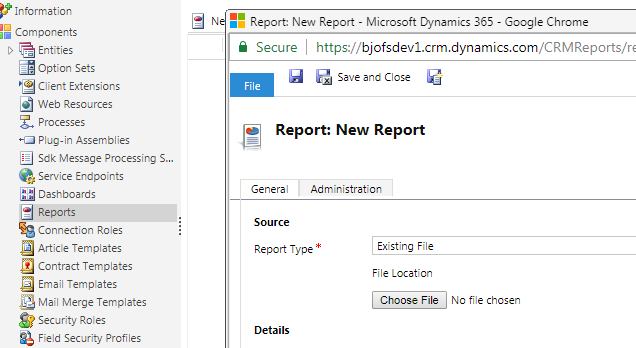 Information
Components
Entities
Option Sets
Client Extensions
Web Resources
Processes
Plug-in Assemblies
Sdk Message Processing S...
Service Endpoints
Dashboards
Reports
Connection Roles
Article Templates
Contract Templates
Email Templates
Mail Merge Templates
Security Roles
Field Security Profiles
Ne
Report: New Report - Microsoft Dynamics 365 - Google Chrome
Secure https://bjofsdev1.crm.dynamics.com/CRMReports/re
File Save and Close
Report: New Report
General Administration
Source
Report Type * Existing File
File Location
Choose File No file chosen
Details